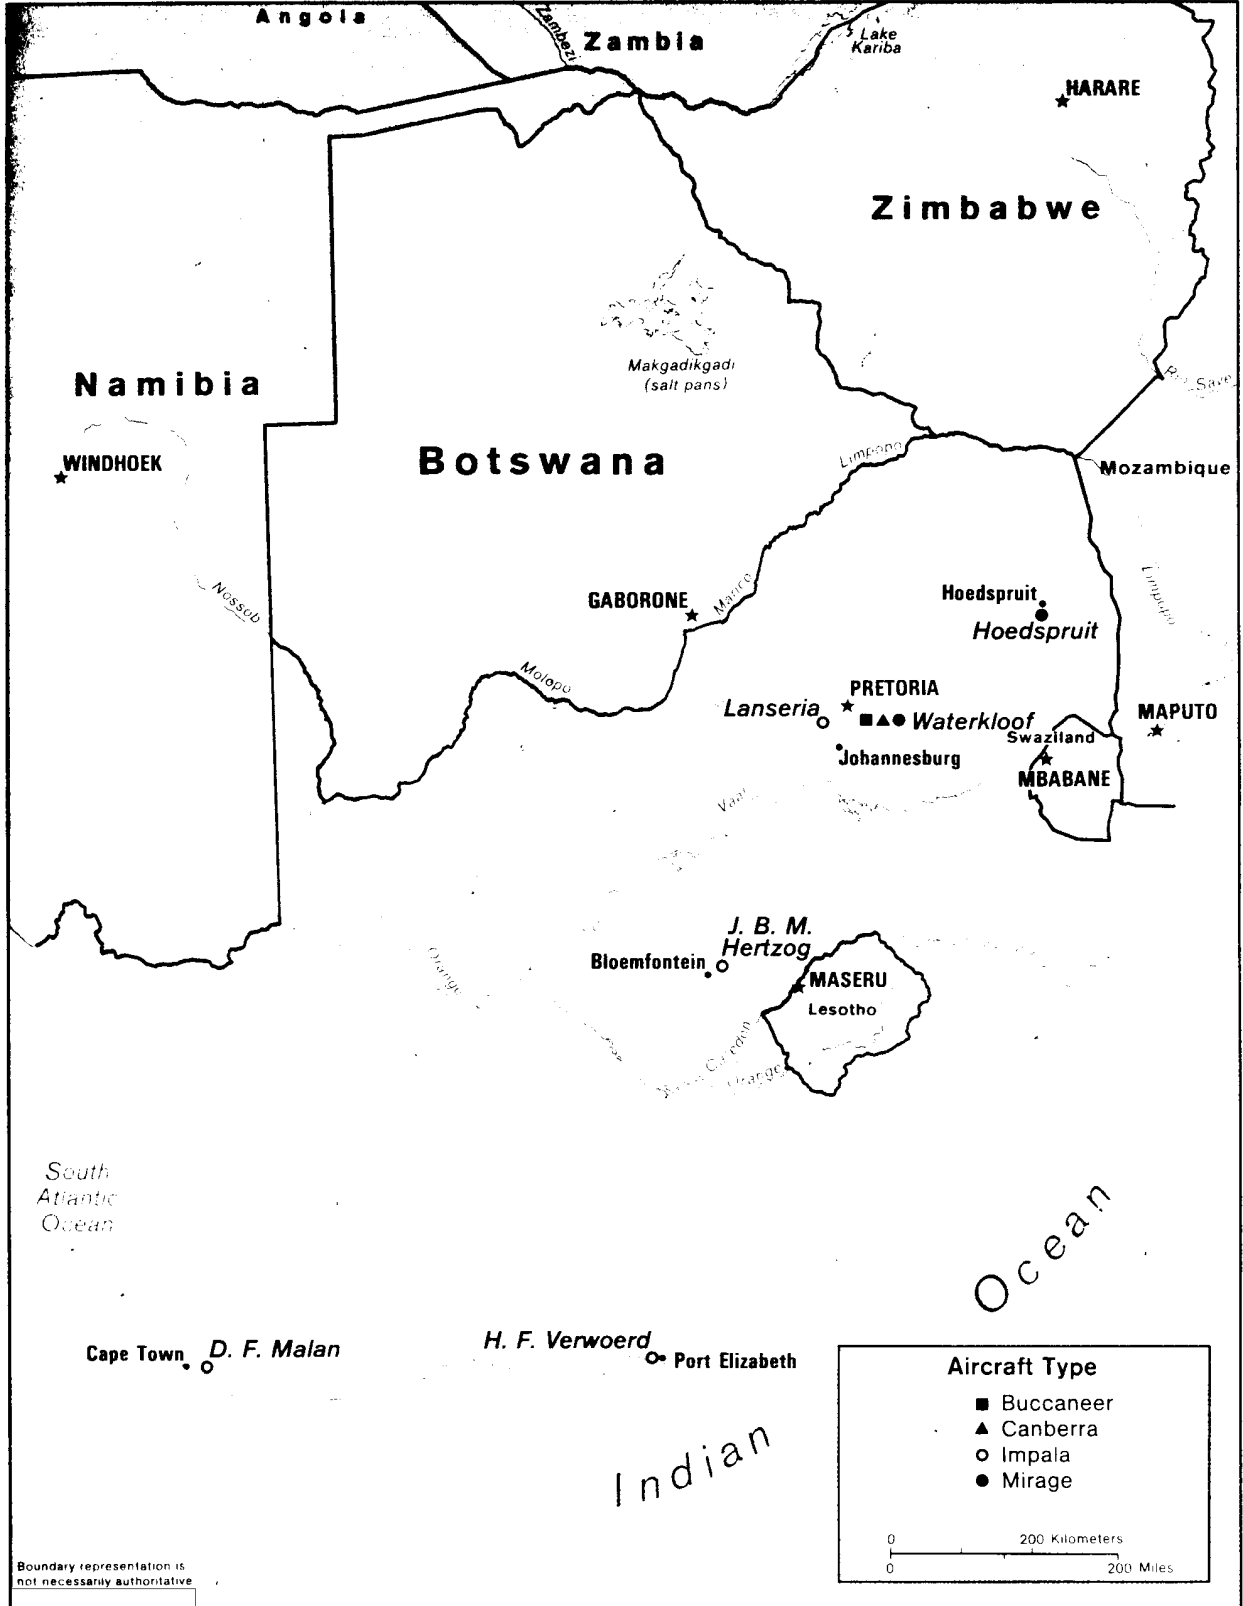 Angola
Zambezi
Zambia
Lake
Kariba
HARARE
Zimbabwe
Makgadikgadi
(salt pans)
Namibia
Save
WINDHOEK
Botswana
Limpopo
Mozambique
Nossob
GABORONE
Marico
Hoedspruit
Hoedspruit
Limpopo
Molopo
PRETORIA
Lanseria
Waterkloof
MAPUTO
Swaziland
Johannesburg
MBABANE
Vaal
J. B. M.
Hertzog
Bloemfontein
Orange
MASERU
Lesotho
Orange
South
Atlantic
Ocean
Indian Ocean
Cape Town
D. F. Malan
H. F. Verwoerd
Port Elizabeth
Aircraft Type
Buccaneer
Canberra
Impala
Mirage
0 200 Kilometers
0 200 Miles
Boundary representation is
not necessarily authoritative